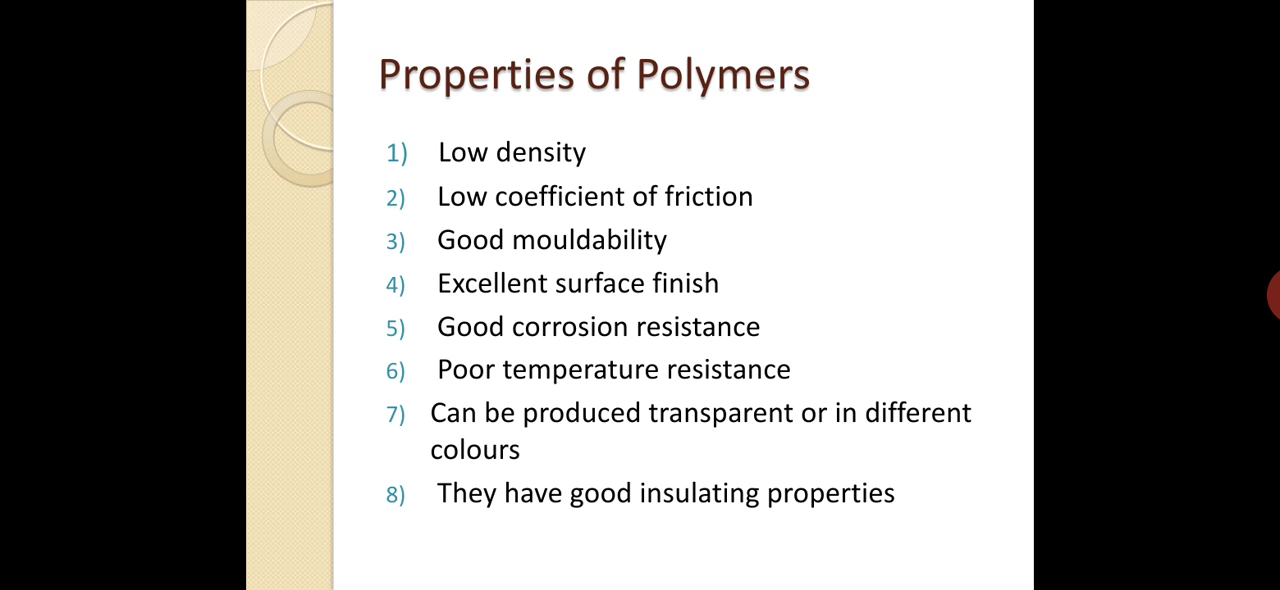 Properties of Polymers
1) Low density
2) Low coefficient of friction
3) Good mouldability
4) Excellent surface finish
5) Good corrosion resistance
6) Poor temperature resistance
7) Can be produced transparent or in different
colours
8) They have good insulating properties